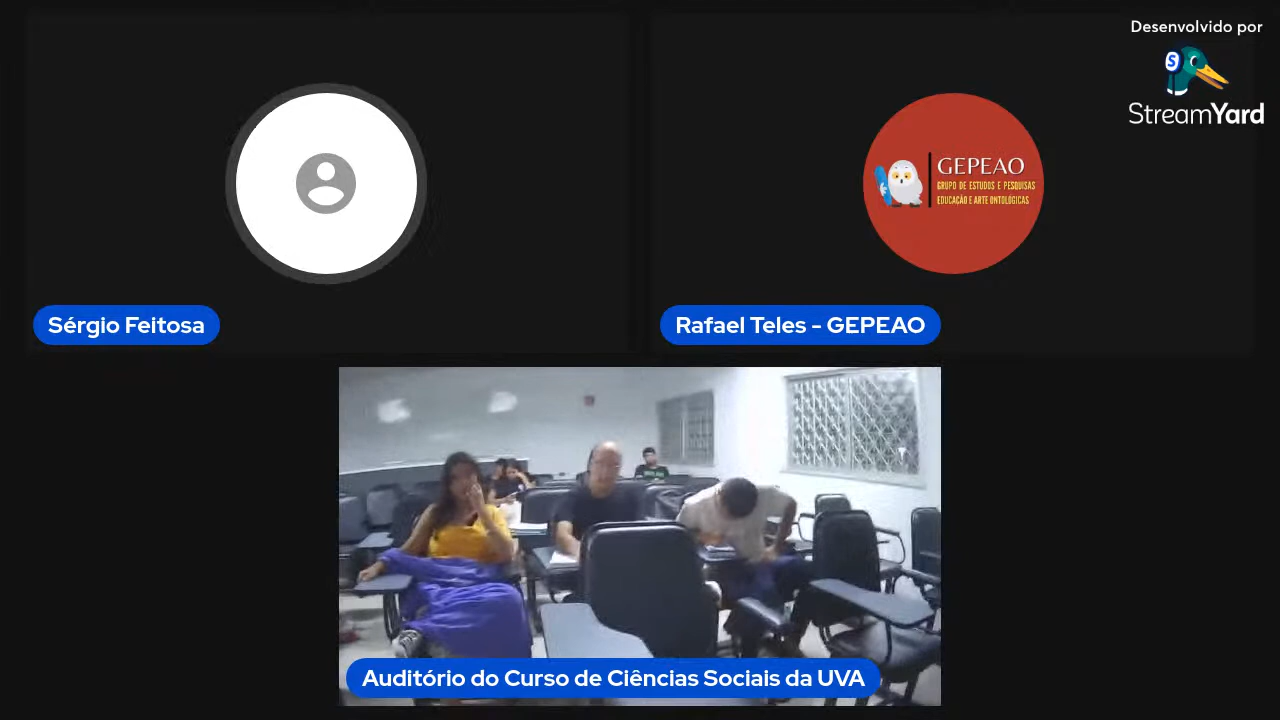 Desenvolvido por
S
StreamYard
GEPEAO
GRUPO DE ESTUDOS E PESQUISAS
EDUCAÇÃO E ARTE ONTOLÓGICAS
Sérgio Feitosa
Rafael Teles - GEPEAO
Auditório do Curso de Ciências Sociais da UVA